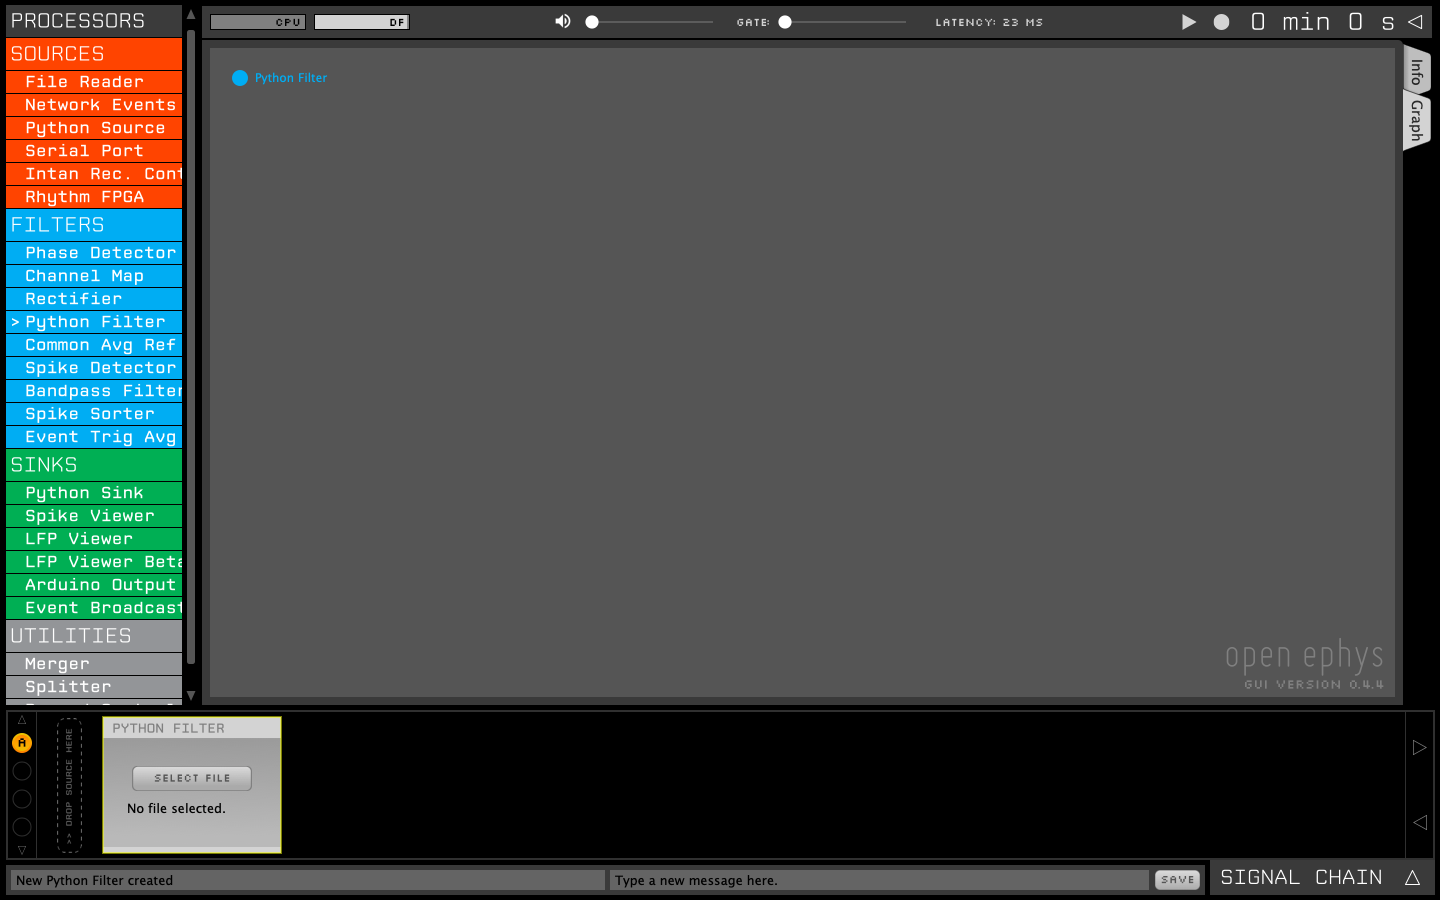 PROCESSORS
SOURCES
File Reader
Network Events
Python Source
Serial Port
Intan Rec. Cont
Rhythm FPGA
FILTERS
Phase Detector
Channel Map
Rectifier
> Python Filter
Common Avg Ref
Spike Detector
Bandpass Filter
Spike Sorter
Event Trig Avg
SINKS
Python Sink
Spike Viewer
LFP Viewer
LFP Viewer Beta
Arduino Output
Event Broadcast
UTILITIES
Merger
Splitter
CPU
DF
GATE:
LATENCY: 23 MS
0 min 0 s
Python Filter
Info
Graph
open ephys
GUI VERSION 0.4.4
A
>> DROP SOURCE HERE
PYTHON FILTER
SELECT FILE
No file selected.
New Python Filter created
Type a new message here.
SAVE
SIGNAL CHAIN